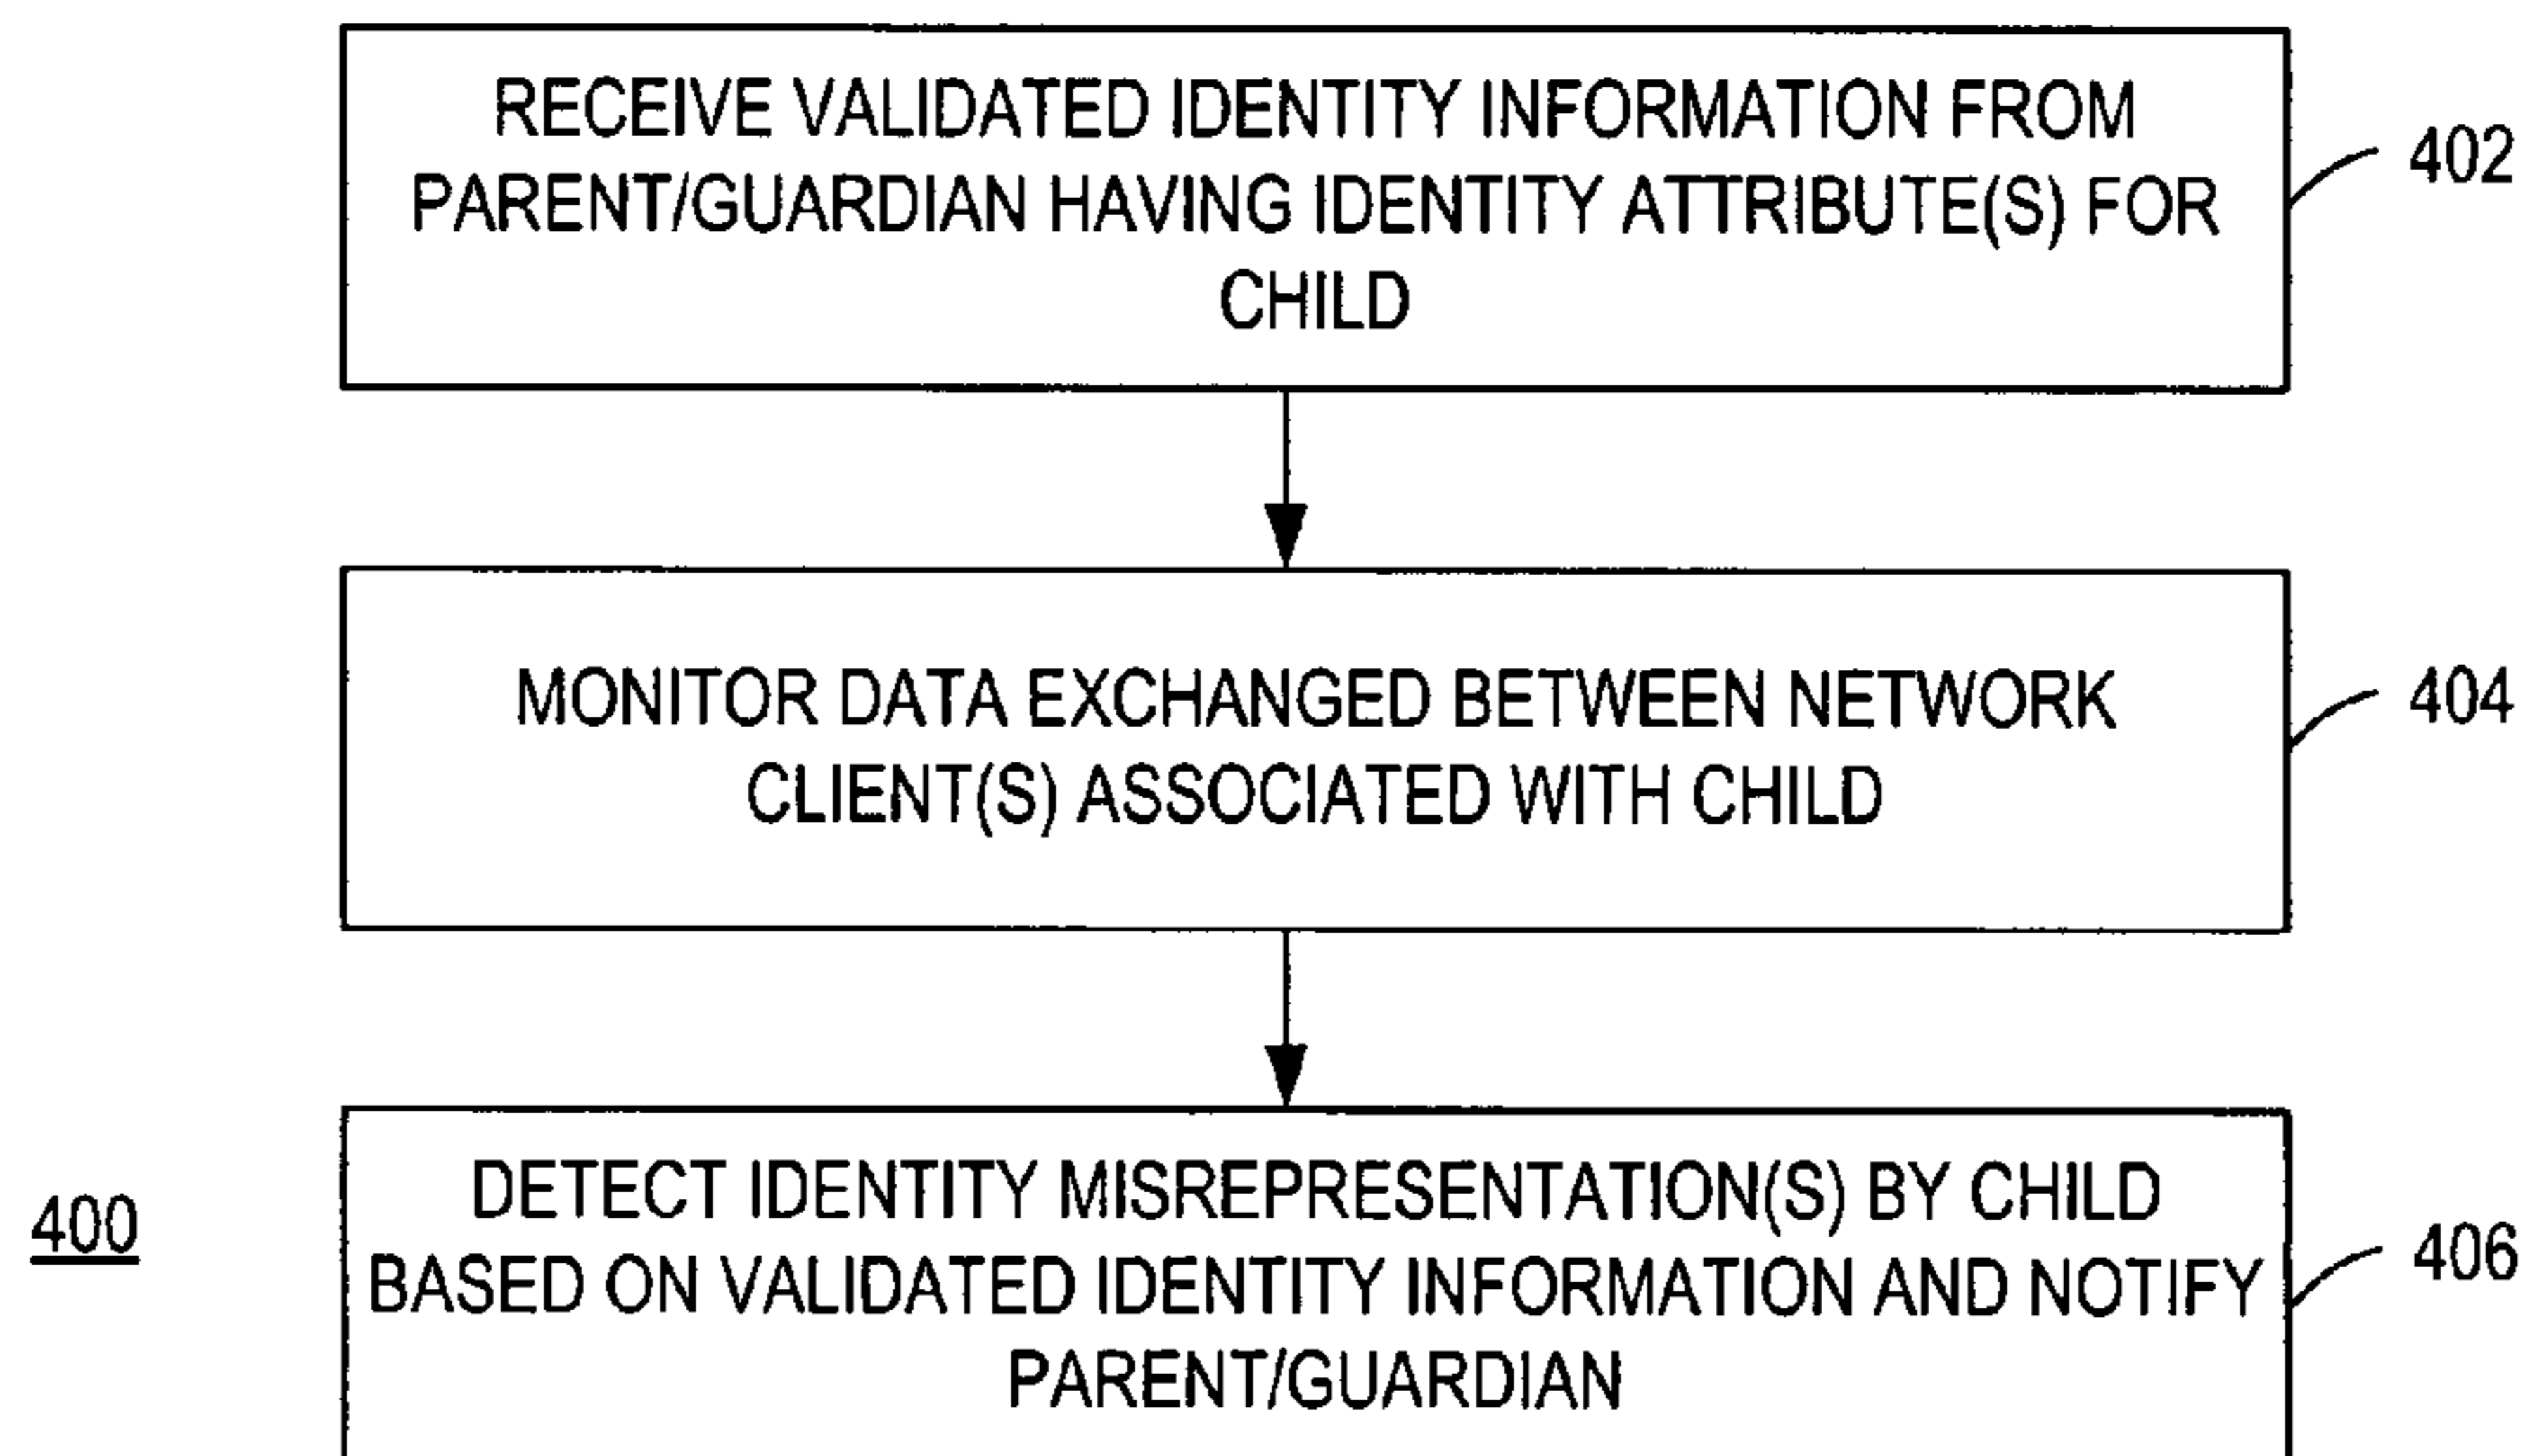 RECEIVE VALIDATED IDENTITY INFORMATION FROM
PARENT/GUARDIAN HAVING IDENTITY ATTRIBUTE(S) FOR
CHILD
402
MONITOR DATA EXCHANGED BETWEEN NETWORK
CLIENT(S) ASSOCIATED WITH CHILD
404
DETECT IDENTITY MISREPRESENTATION(S) BY CHILD
BASED ON VALIDATED IDENTITY INFORMATION AND NOTIFY
PARENT/GUARDIAN
406
400